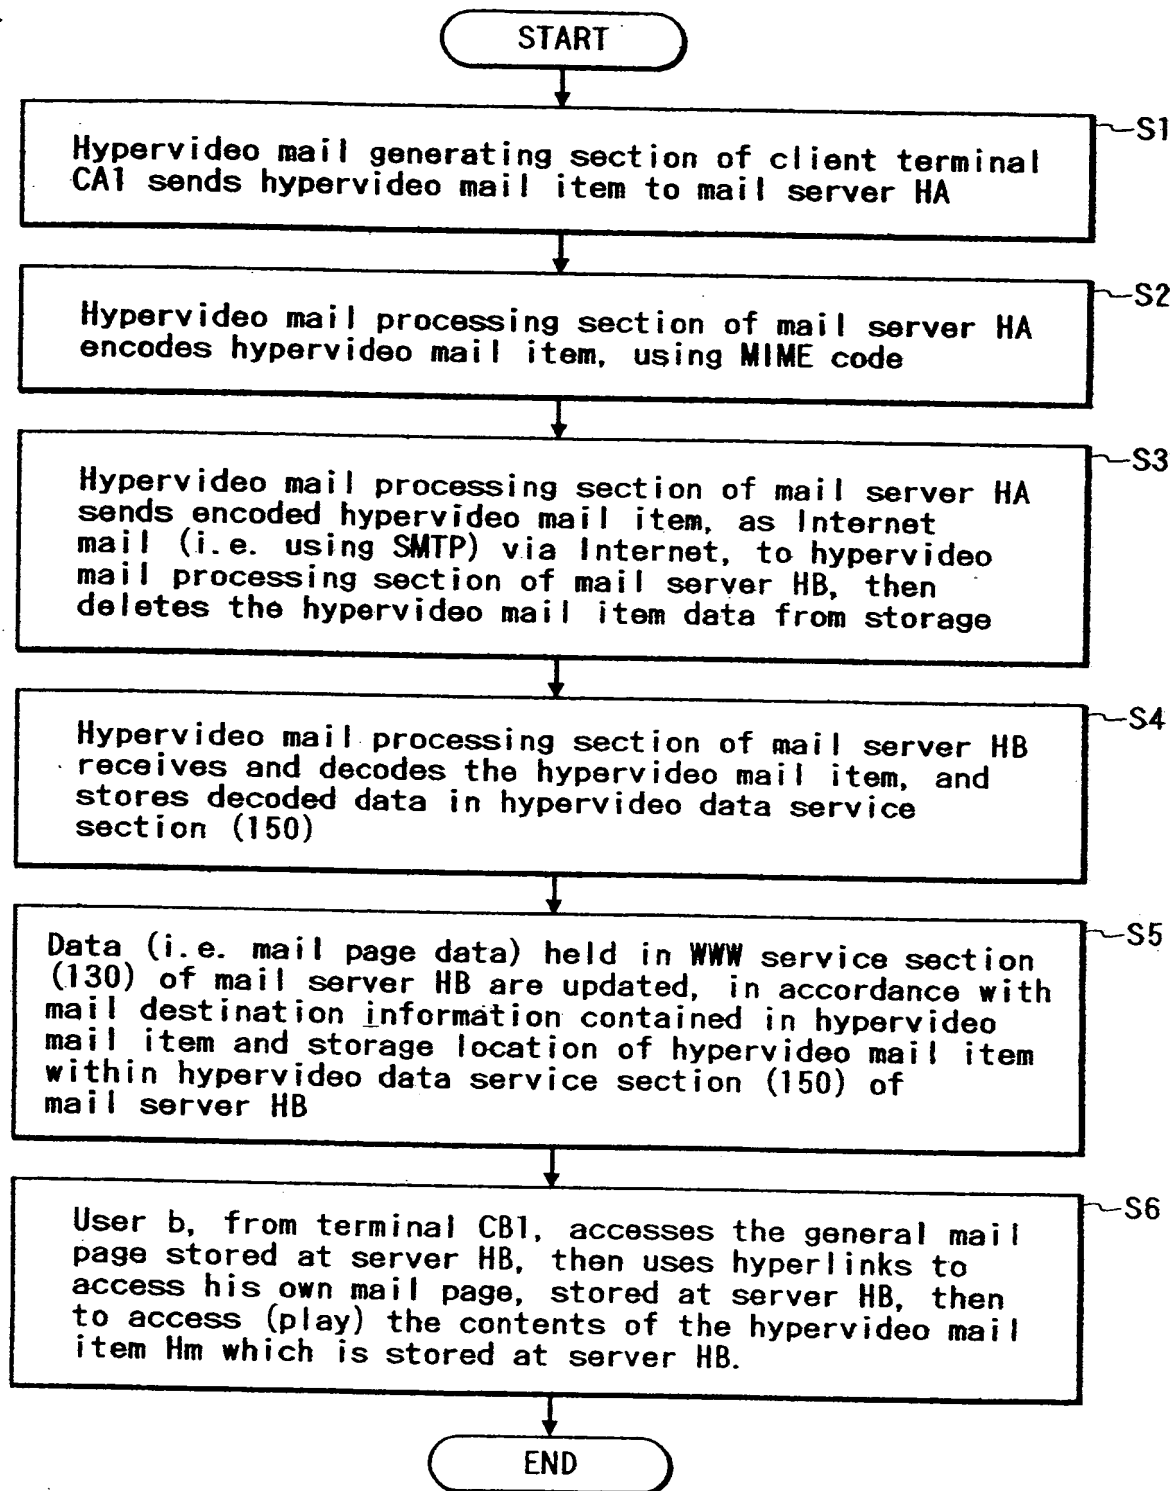 START
S1
Hypervideo mail generating section of client terminal
CA1 sends hypervideo mail item to mail server HA
S2
Hypervideo mail processing section of mail server HA
encodes hypervideo mail item, using MIME code
S3
Hypervideo mail processing section of mail server HA
sends encoded hypervideo mail item, as Internet
mail (i.e. using SMTP) via Internet, to hypervideo
mail processing section of mail server HB, then
deletes the hypervideo mail item data from storage
S4
Hypervideo mail processing section of mail server HB
receives and decodes the hypervideo mail item, and
stores decoded data in hypervideo data service
section (150)
S5
Data (i.e. mail page data) held in WWW service section
(130) of mail server HB are updated, in accordance with
mail destination information contained in hypervideo
mail item and storage location of hypervideo mail item
within hypervideo data service section (150) of
mail server HB
S6
User b, from terminal CB1, accesses the general mail
page stored at server HB, then uses hyperlinks to
access his own mail page, stored at server HB, then
to access (play) the contents of the hypervideo mail
item Hm which is stored at server HB.
END